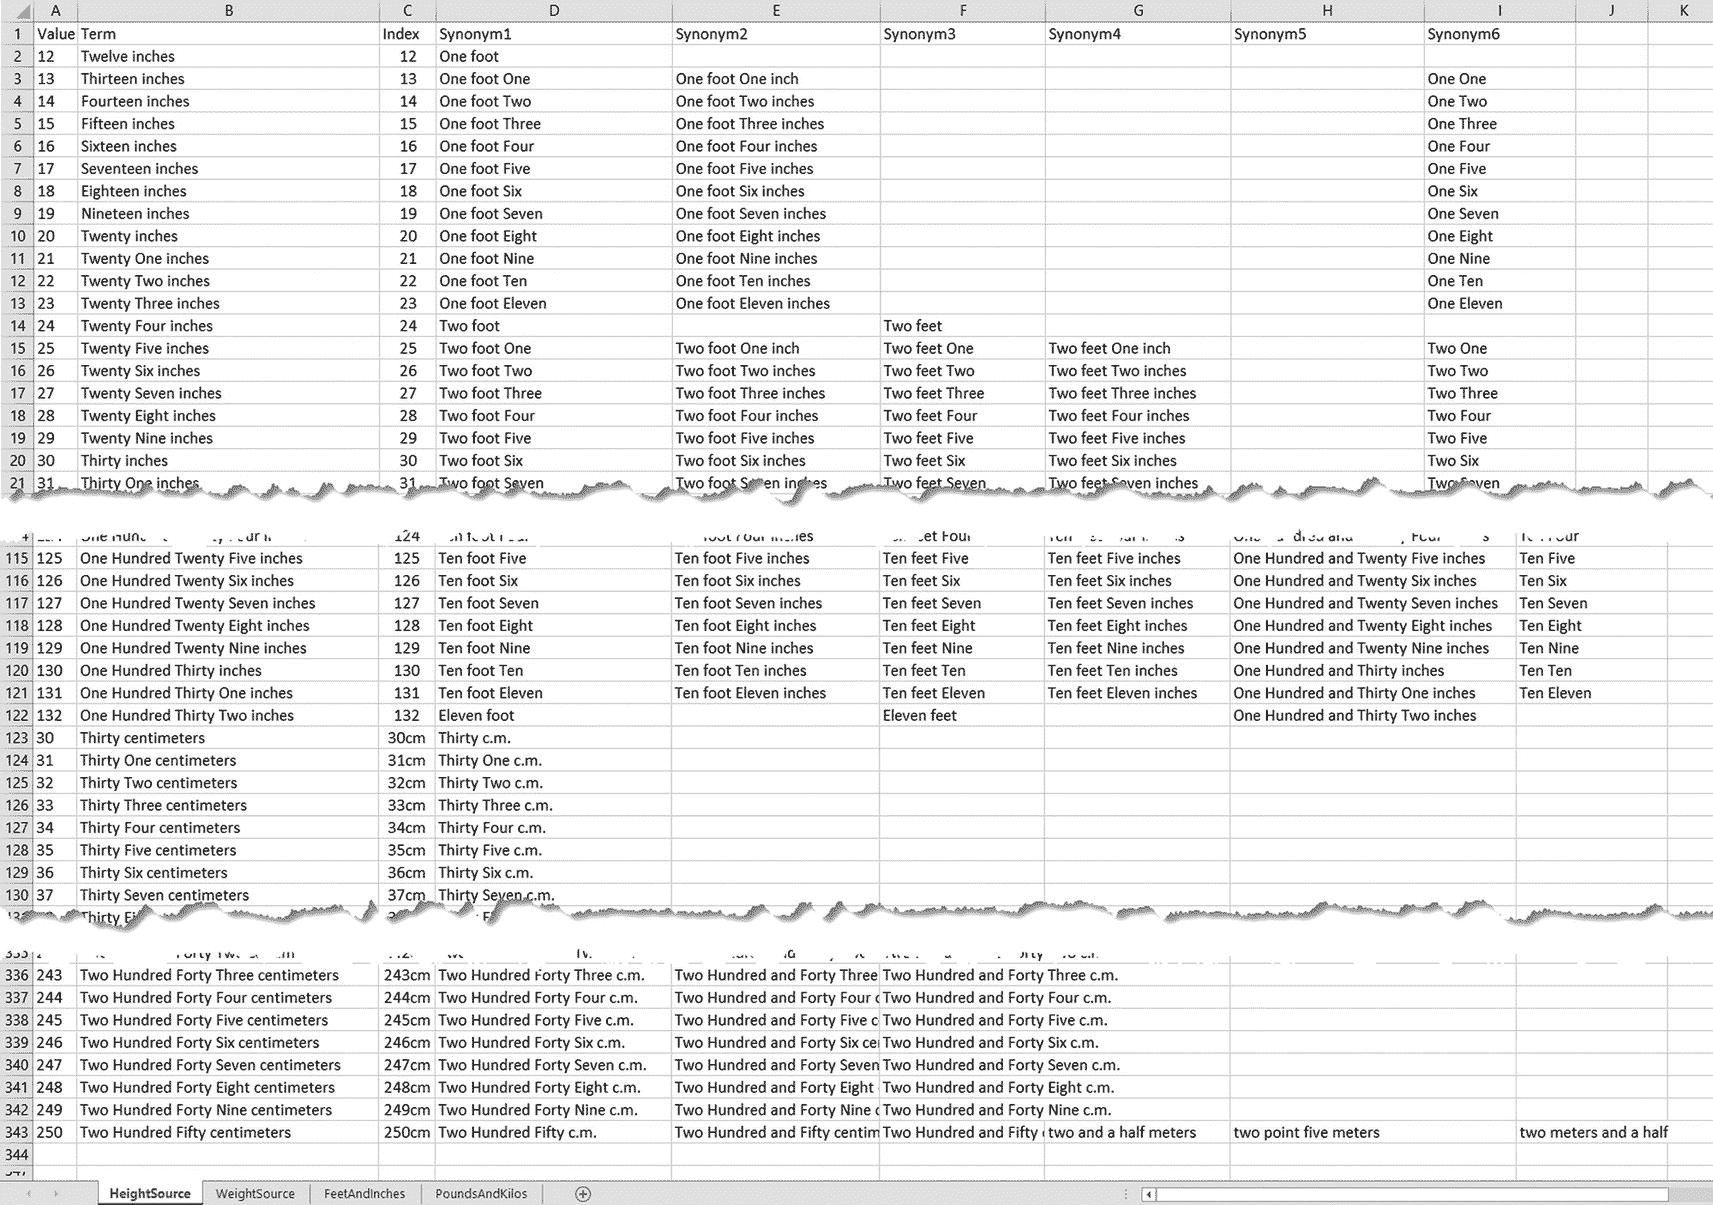 A B C D E F G H I J K
1 Value Term Index Synonym1 Synonym2 Synonym3 Synonym4 Synonym5 Synonym6
2 12 Twelve inches 12 One foot
3 13 Thirteen inches 13 One foot One One foot One inch One One
4 14 Fourteen inches 14 One foot Two One foot Two inches One Two
5 15 Fifteen inches 15 One foot Three One foot Three inches One Three
6 16 Sixteen inches 16 One foot Four One foot Four inches One Four
7 17 Seventeen inches 17 One foot Five One foot Five inches One Five
8 18 Eighteen inches 18 One foot Six One foot Six inches One Six
9 19 Nineteen inches 19 One foot Seven One foot Seven inches One Seven
10 20 Twenty inches 20 One foot Eight One foot Eight inches One Eight
11 21 Twenty One inches 21 One foot Nine One foot Nine inches One Nine
12 22 Twenty Two inches 22 One foot Ten One foot Ten inches One Ten
13 23 Twenty Three inches 23 One foot Eleven One foot Eleven inches One Eleven
14 24 Twenty Four inches 24 Two foot Two feet
15 25 Twenty Five inches 25 Two foot One Two foot One inch Two feet One Two feet One inch Two One
16 26 Twenty Six inches 26 Two foot Two Two foot Two inches Two feet Two Two feet Two inches Two Two
17 27 Twenty Seven inches 27 Two foot Three Two foot Three inches Two feet Three Two feet Three inches Two Three
18 28 Twenty Eight inches 28 Two foot Four Two foot Four inches Two feet Four Two feet Four inches Two Four
19 29 Twenty Nine inches 29 Two foot Five Two foot Five inches Two feet Five Two feet Five inches Two Five
20 30 Thirty inches 30 Two foot Six Two foot Six inches Two feet Six Two feet Six inches Two Six
21 31 Thirty One inches 31 Two foot Seven Two foot Seven inches Two feet Seven Two feet Seven inches Two Seven
124
115 125 One Hundred Twenty Five inches 125 Ten foot Five Ten foot Five inches Ten feet Five Ten feet Five inches One Hundred and Twenty Five inches Ten Five
116 126 One Hundred Twenty Six inches 126 Ten foot Six Ten foot Six inches Ten feet Six Ten feet Six inches One Hundred and Twenty Six inches Ten Six
117 127 One Hundred Twenty Seven inches 127 Ten foot Seven Ten foot Seven inches Ten feet Seven Ten feet Seven inches One Hundred and Twenty Seven inches Ten Seven
118 128 One Hundred Twenty Eight inches 128 Ten foot Eight Ten foot Eight inches Ten feet Eight Ten feet Eight inches One Hundred and Twenty Eight inches Ten Eight
119 129 One Hundred Twenty Nine inches 129 Ten foot Nine Ten foot Nine inches Ten feet Nine Ten feet Nine inches One Hundred and Twenty Nine inches Ten Nine
120 130 One Hundred Thirty inches 130 Ten foot Ten Ten foot Ten inches Ten feet Ten Ten feet Ten inches One Hundred and Thirty inches Ten Ten
121 131 One Hundred Thirty One inches 131 Ten foot Eleven Ten foot Eleven inches Ten feet Eleven Ten feet Eleven inches One Hundred and Thirty One inches Ten Eleven
122 132 One Hundred Thirty Two inches 132 Eleven foot Eleven feet One Hundred and Thirty Two inches
123 30 Thirty centimeters 30cm Thirty c.m.
124 31 Thirty One centimeters 31cm Thirty One c.m.
125 32 Thirty Two centimeters 32cm Thirty Two c.m.
126 33 Thirty Three centimeters 33cm Thirty Three c.m.
127 34 Thirty Four centimeters 34cm Thirty Four c.m.
128 35 Thirty Five centimeters 35cm Thirty Five c.m.
129 36 Thirty Six centimeters 36cm Thirty Six c.m.
130 37 Thirty Seven centimeters 37cm Thirty Seven c.m.
Thirty
336 243 Two Hundred Forty Three centimeters 243cm Two Hundred Forty Three c.m. Two Hundred and Forty Three Two Hundred and Forty Three c.m.
337 244 Two Hundred Forty Four centimeters 244cm Two Hundred Forty Four c.m. Two Hundred and Forty Four c Two Hundred and Forty Four c.m.
338 245 Two Hundred Forty Five centimeters 245cm Two Hundred Forty Five c.m. Two Hundred and Forty Five c Two Hundred and Forty Five c.m.
339 246 Two Hundred Forty Six centimeters 246cm Two Hundred Forty Six c.m. Two Hundred and Forty Six ce Two Hundred and Forty Six c.m.
340 247 Two Hundred Forty Seven centimeters 247cm Two Hundred Forty Seven c.m. Two Hundred and Forty Seven Two Hundred and Forty Seven c.m.
341 248 Two Hundred Forty Eight centimeters 248cm Two Hundred Forty Eight c.m. Two Hundred and Forty Eight Two Hundred and Forty Eight c.m.
342 249 Two Hundred Forty Nine centimeters 249cm Two Hundred Forty Nine c.m. Two Hundred and Forty Nine c Two Hundred and Forty Nine c.m.
343 250 Two Hundred Fifty centimeters 250cm Two Hundred Fifty c.m. Two Hundred and Fifty centim Two Hundred and Fifty two and a half meters two point five meters two meters and a half
344
HeightSource WeightSource FeetAndInches PoundsAndKilos